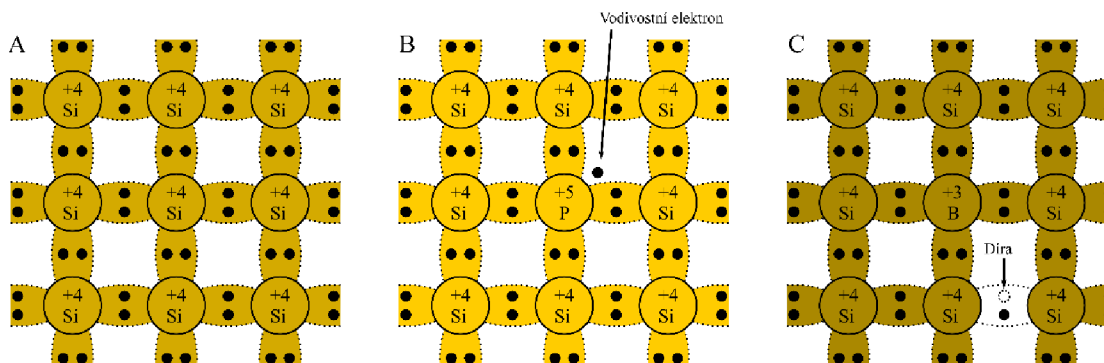 A
+4 Si +4 Si +4 Si
+4 Si +4 Si +4 Si
+4 Si +4 Si +4 Si
B
Vodivostní elektron
+4 Si +4 Si +4 Si
+4 Si +5 P +4 Si
+4 Si +4 Si +4 Si
C
+4 Si +4 Si +4 Si
+4 Si +3 B +4 Si
Díra
+4 Si +4 Si +4 Si